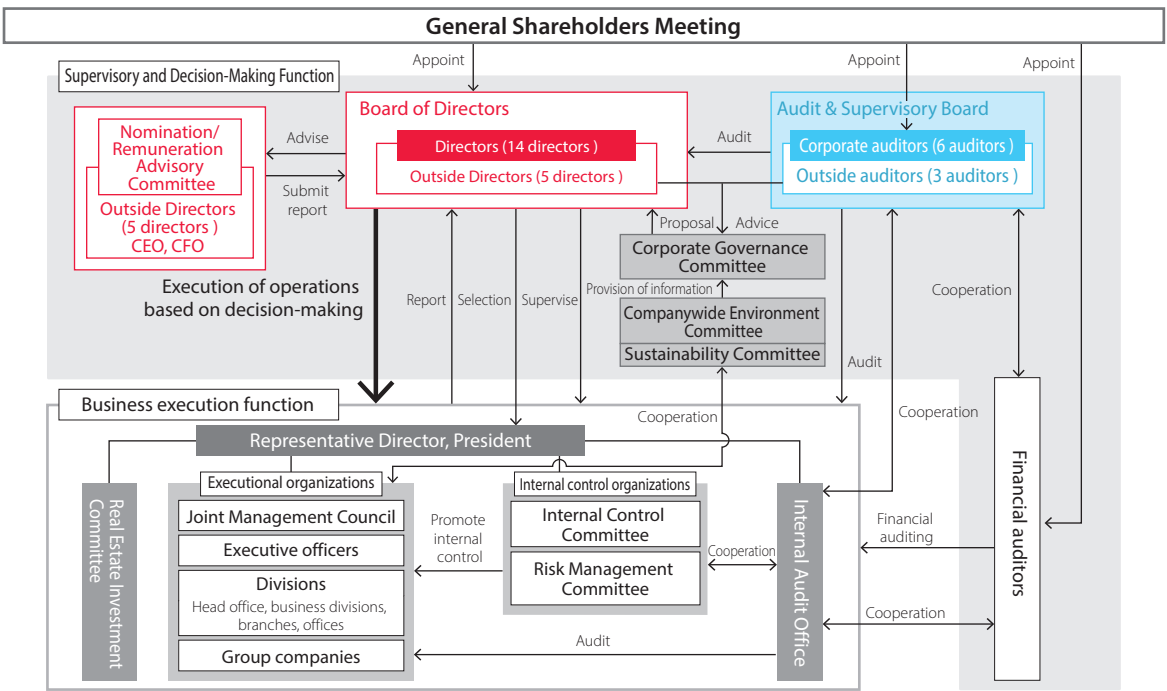 General Shareholders Meeting
Appoint
Appoint
Appoint
Supervisory and Decision-Making Function
Nomination/
Remuneration
Advisory
Committee
Outside Directors
(5 directors )
CEO, CFO
Advise
Submit
report
Board of Directors
Directors (14 directors )
Outside Directors (5 directors )
Audit
Audit & Supervisory Board
Corporate auditors (6 auditors )
Outside auditors (3 auditors )
Proposal
Advice
Corporate Governance
Committee
Provision of information
Companywide Environment
Committee
Sustainability Committee
Execution of operations
based on decision-making
Report
Selection
Supervise
Cooperation
Audit
Cooperation
Cooperation
Business execution function
Representative Director, President
Real Estate Investment
Committee
Executional organizations
Joint Management Council
Executive officers
Divisions
Head office, business divisions,
branches, offices
Group companies
Promote
internal
control
Internal control organizations
Internal Control
Committee
Risk Management
Committee
Cooperation
Audit
Internal Audit Office
Financial
auditing
Cooperation
Financial auditors